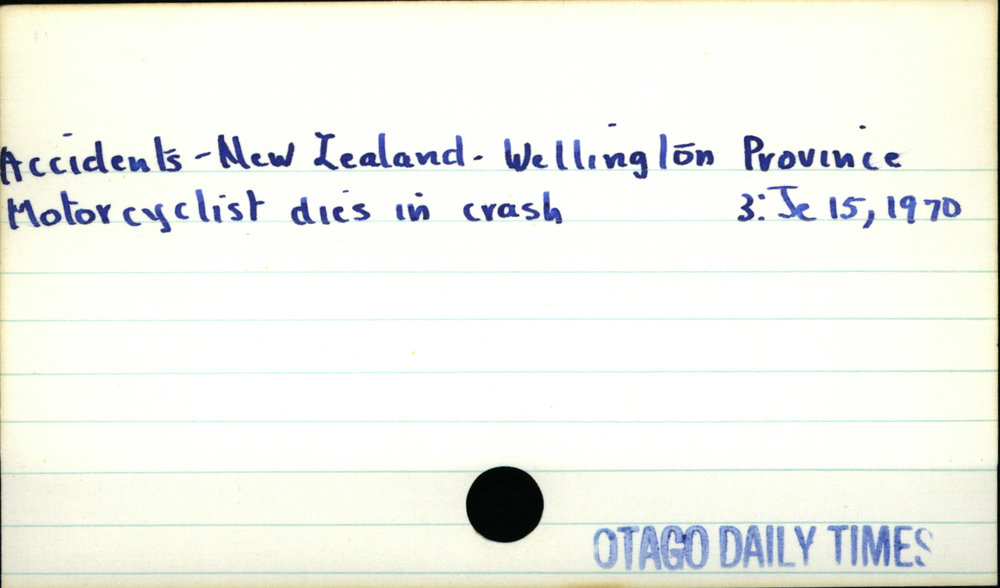 Accidents - New Zealand - Wellington Province
Motorcyclist dies in crash 3: Je 15, 1970
OTAGO DAILY TIMES